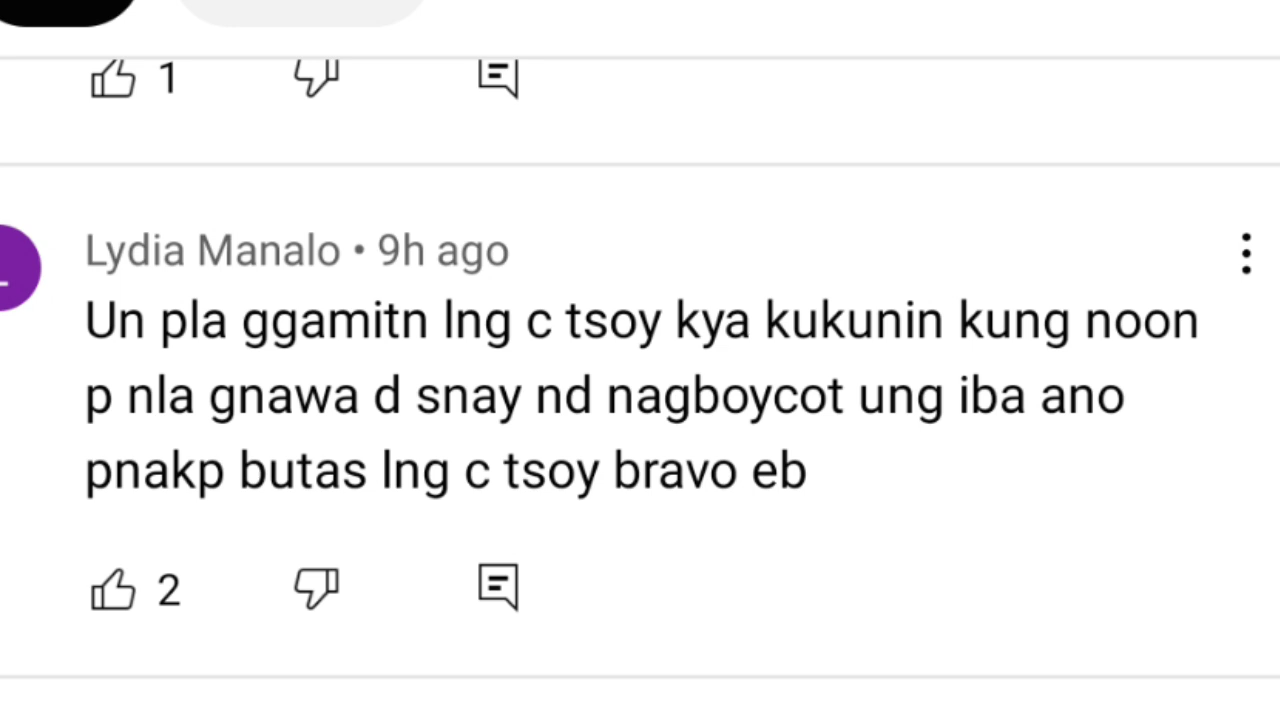 1
Lydia Manalo • 9h ago
Un pla ggamitn lng c tsoy kya kukunin kung noon
p nla gnawa d snay nd nagboycot ung iba ano
pnakp butas lng c tsoy bravo eb
2